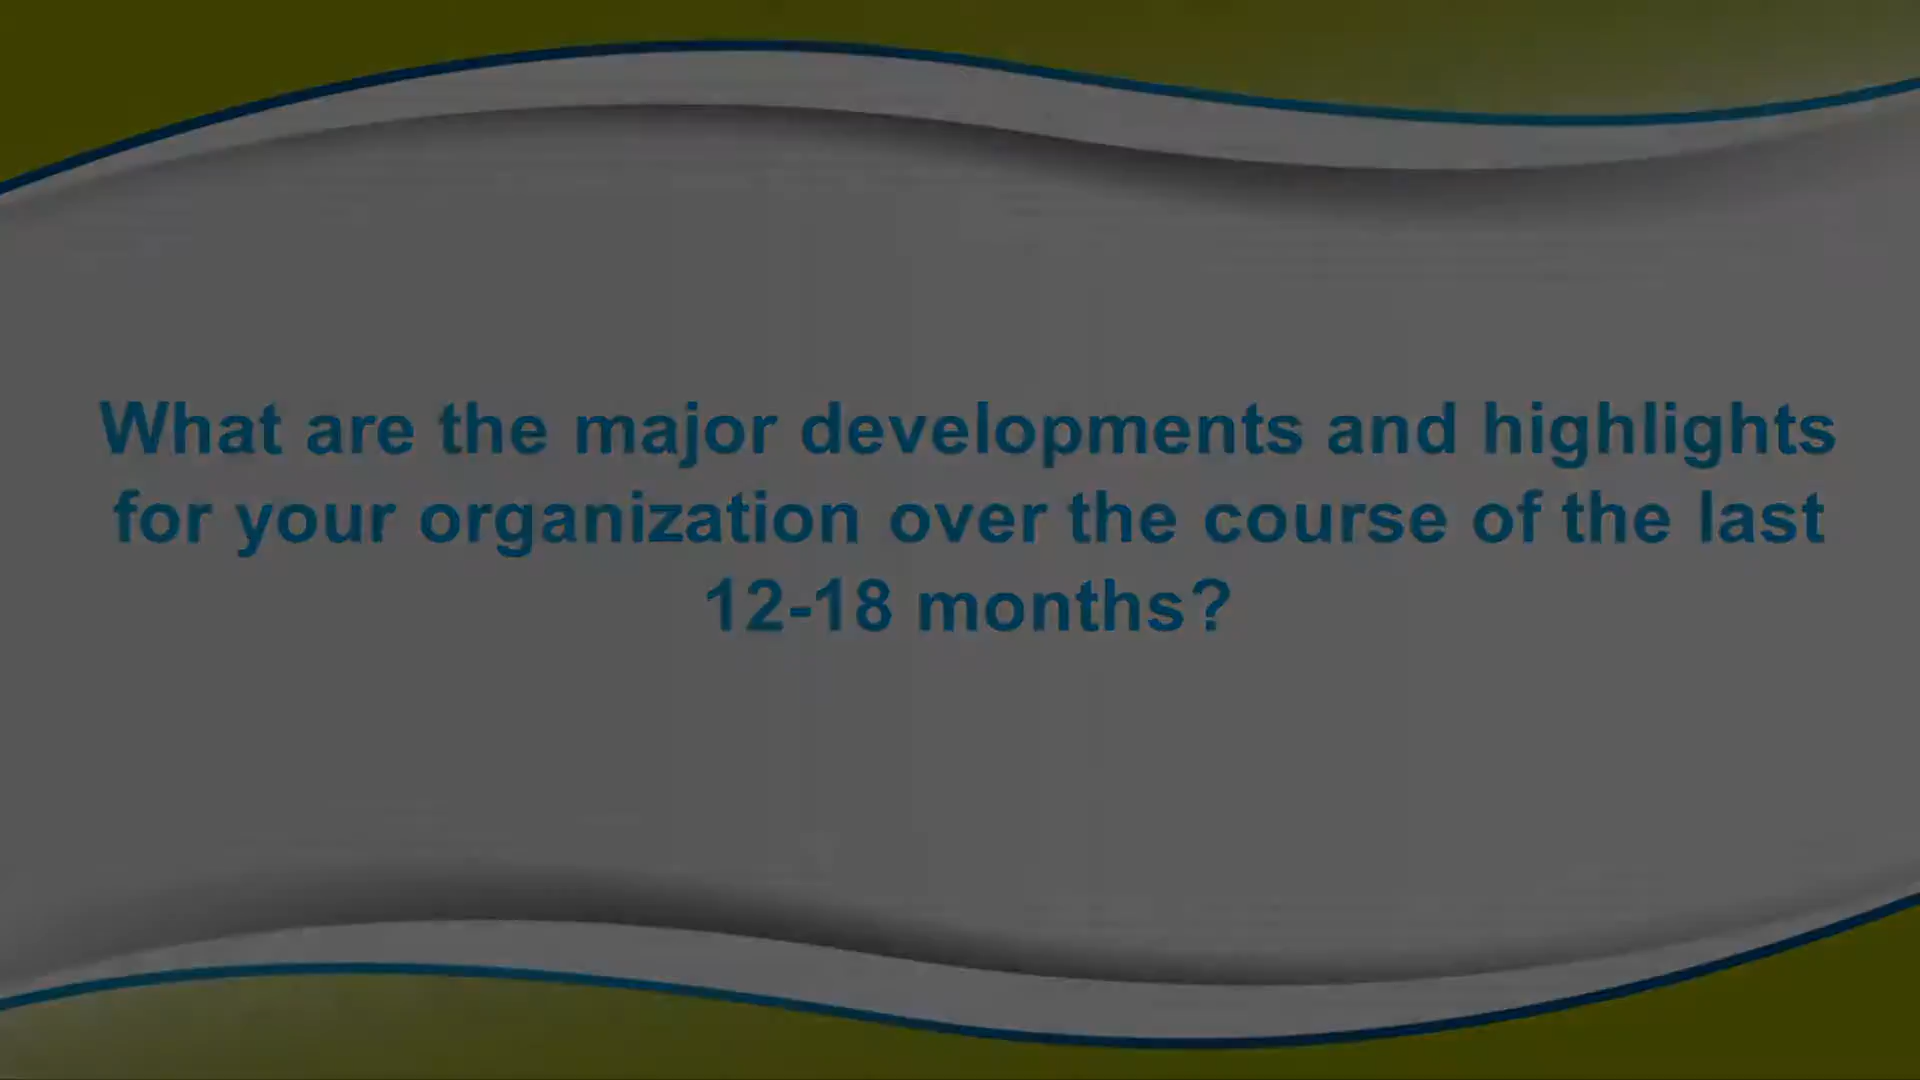 What are the major developments and highlights
for your organization over the course of the last
12-18 months?